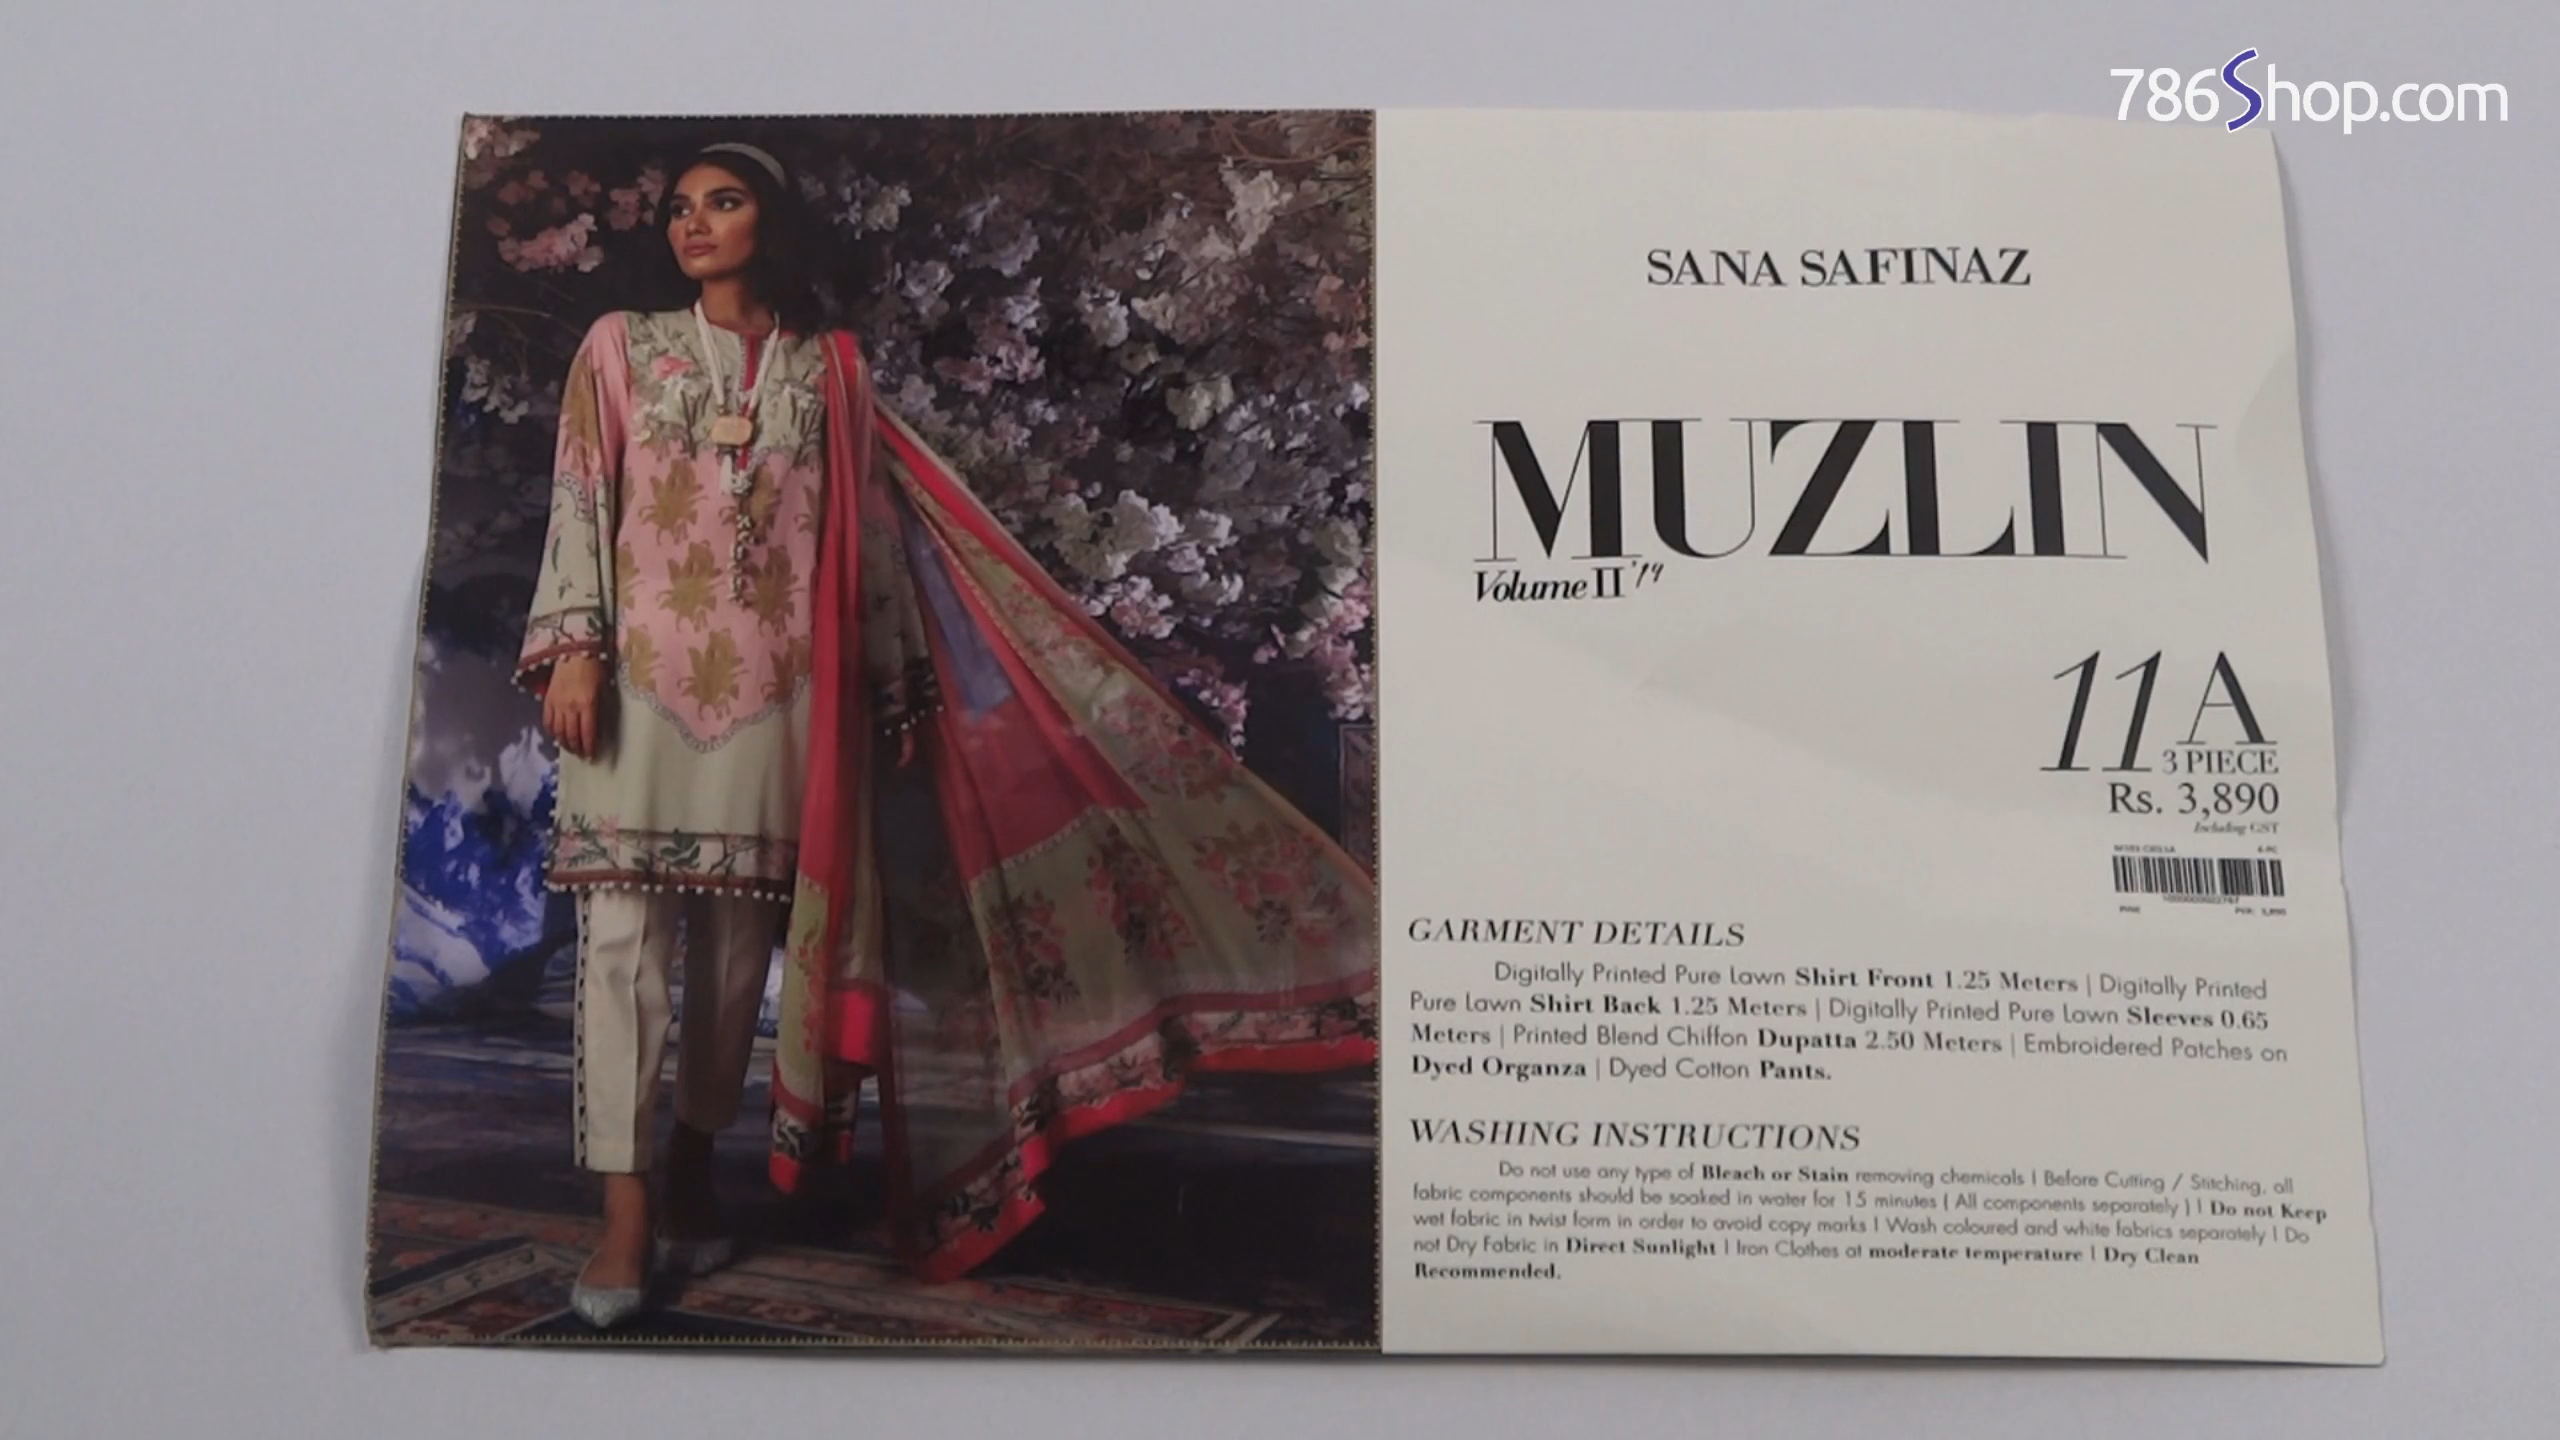 786Shop.com
SANA SAFINAZ
MUZLIN
Volume II '19
11A
3 PIECE
Rs. 3,890
Including GST
GARMENT DETAILS
Digitally Printed Pure Lawn Shirt Front 1.25 Meters | Digitally Printed
Pure Lawn Shirt Back 1.25 Meters | Digitally Printed Pure Lawn Sleeves 0.65
Meters | Printed Blend Chiffon Dupatta 2.50 Meters | Embroidered Patches on
Dyed Organza | Dyed Cotton Pants.
WASHING INSTRUCTIONS
Do not use any type of Bleach or Stain removing chemicals | Before Cutting / Stitching, all
fabric components should be soaked in water for 15 minutes ( All components separately ) | Do not Keep
wet fabric in twist form in order to avoid copy marks | Wash coloured and white fabrics separately | Do
not Dry Fabric in Direct Sunlight | Iron Clothes at moderate temperature | Dry Clean
Recommended.